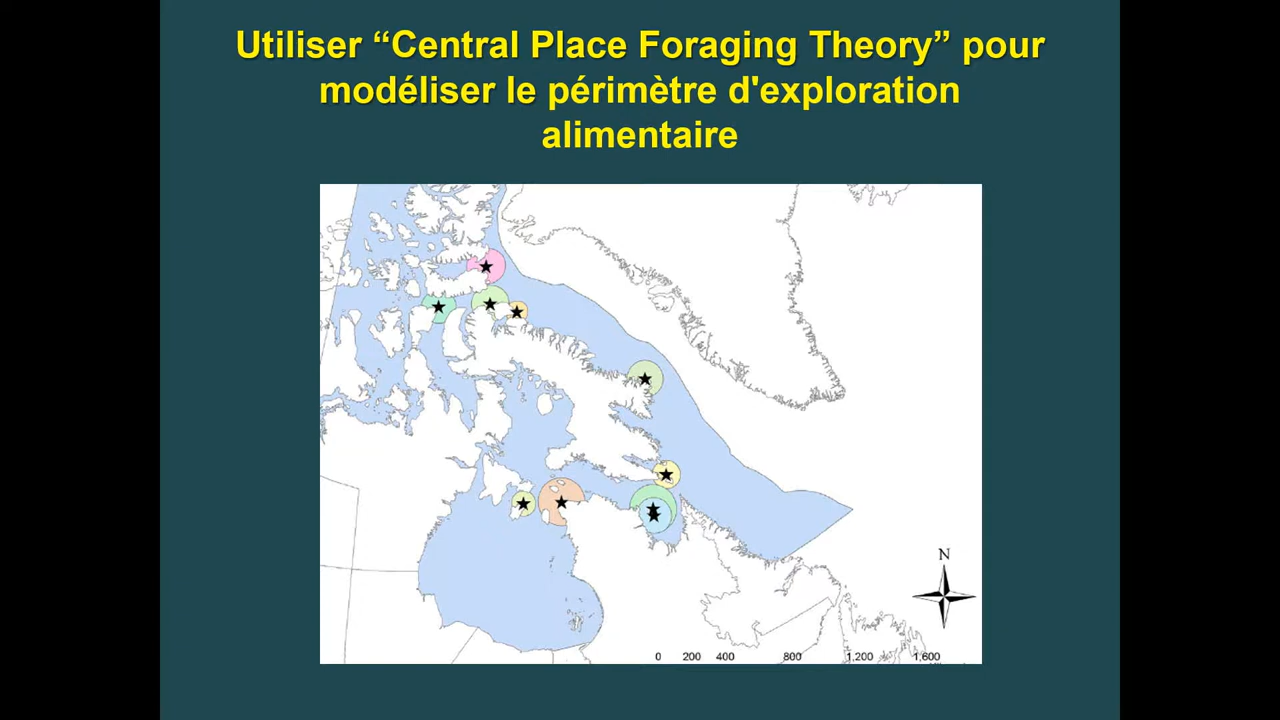 Utiliser “Central Place Foraging Theory” pour
modéliser le périmètre d'exploration
alimentaire
N
0 200 400 800 1,200 1,600